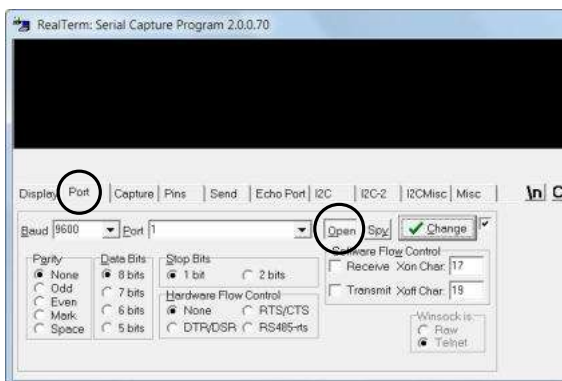 RealTerm: Serial Capture Program 2.0.0.70
Display Port Capture Pins Send Echo Port I2C I2C-2 I2CMisc Misc \n
Baud 9600 Port 1 Open Spy Change
Parity
None
Odd
Even
Mark
Space
Data Bits
8 bits
7 bits
6 bits
5 bits
Stop Bits
1 bit 2 bits
Hardware Flow Control
None RTS/CTS
DTR/DSR RS485-rts
Software Flow Control
Receive Xon Char: 17
Transmit Xoff Char: 19
Winsock is:
Raw
Telnet